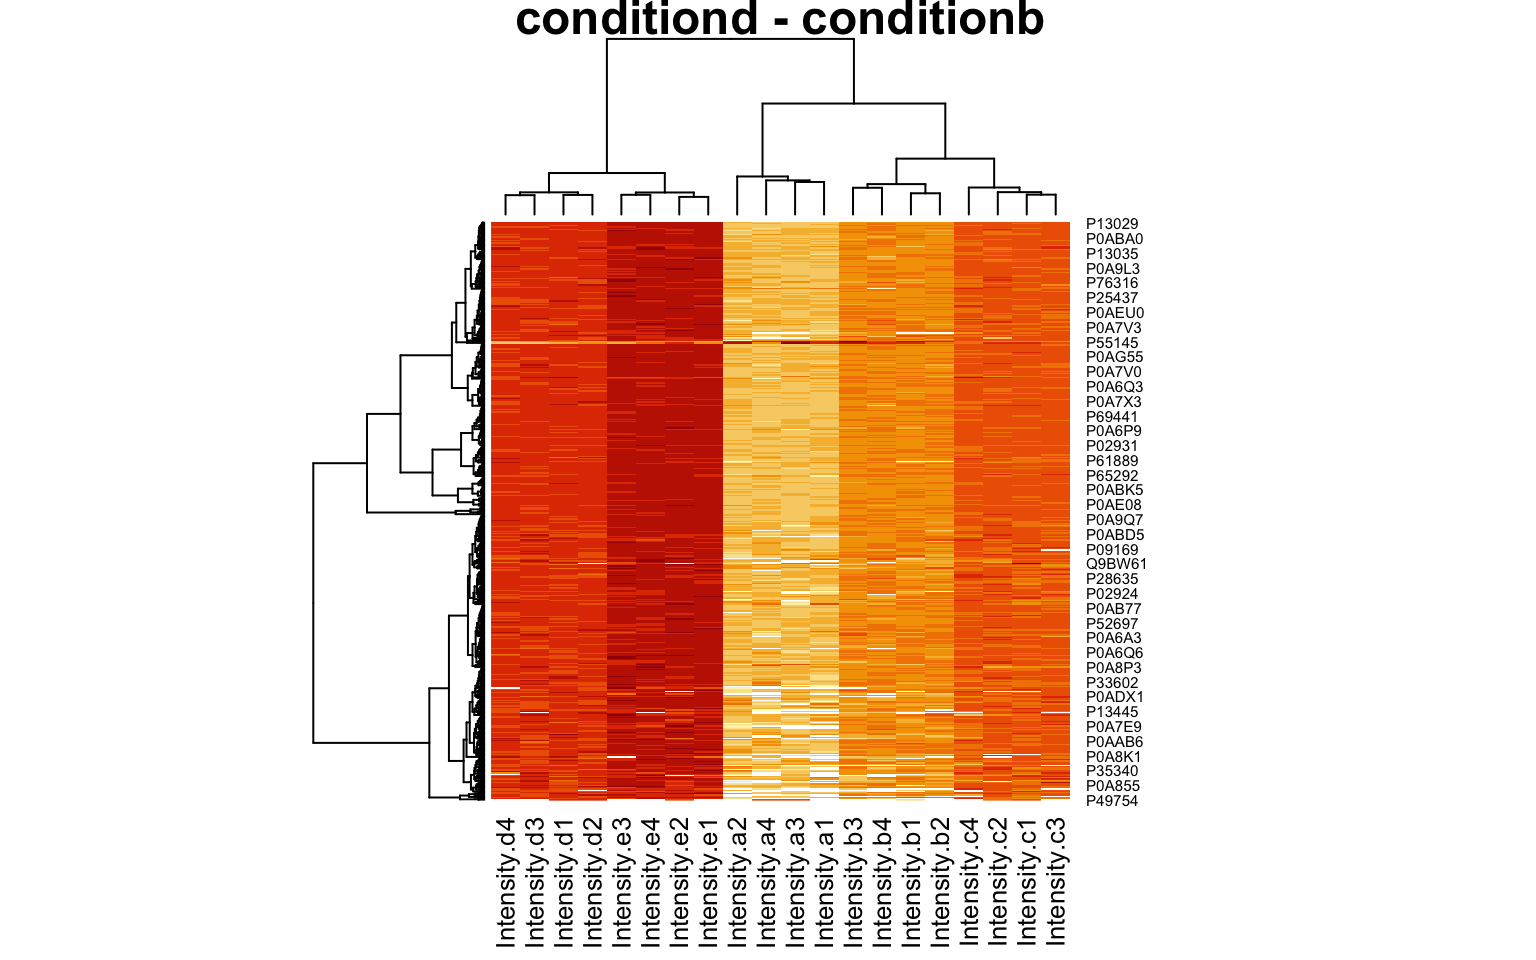 conditiond - conditionb
P13029
P0ABA0
P13035
P0A9L3
P76316
P25437
P0AEU0
P0A7V3
P55145
P0AG55
P0A7V0
P0A6Q3
P0A7X3
P69441
P0A6P9
P02931
P61889
P65292
P0ABK5
P0AE08
P0A9Q7
P0ABD5
P09169
Q9BW61
P28635
P02924
P0AB77
P52697
P0A6A3
P0A6Q6
P0A8P3
P33602
P0ADX1
P13445
P0A7E9
P0AAB6
P0A8K1
P35340
P0A855
P49754
Intensity.d4
Intensity.d3
Intensity.d1
Intensity.d2
Intensity.e3
Intensity.e4
Intensity.e2
Intensity.e1
Intensity.a2
Intensity.a4
Intensity.a3
Intensity.a1
Intensity.b3
Intensity.b4
Intensity.b1
Intensity.b2
Intensity.c4
Intensity.c2
Intensity.c1
Intensity.c3